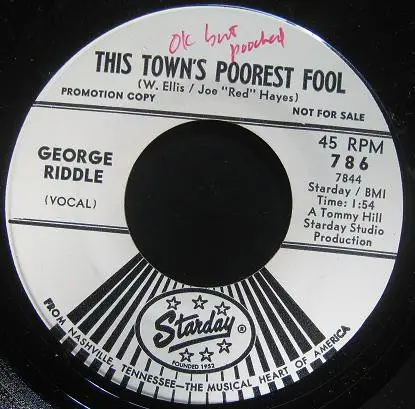 OK but pooched
THIS TOWN'S POOREST FOOL
(W. Ellis / Joe "Red" Hayes)
PROMOTION COPY
NOT FOR SALE
GEORGE
RIDDLE
(VOCAL)
45 RPM
786
7844
Starday / BMI
Time: 1:54
A Tommy Hill
Starday Studio
Production
Starday ®
FOUNDED 1952
FROM NASHVILLE, TENNESSEE—THE MUSICAL HEART OF AMERICA